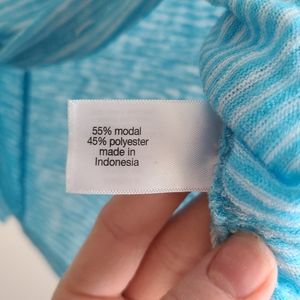 55% modal
45% polyester
made in
Indonesia